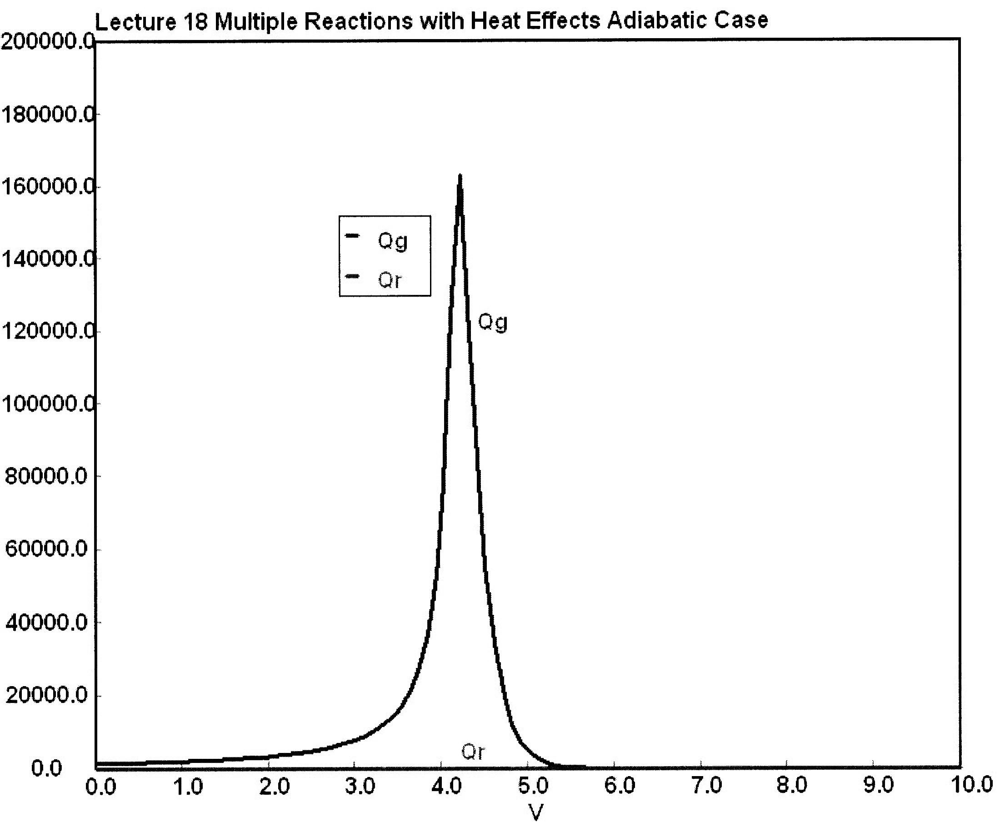 Lecture 18 Multiple Reactions with Heat Effects Adiabatic Case
200000.0
180000.0
160000.0
140000.0
120000.0
100000.0
80000.0
60000.0
40000.0
20000.0
0.0
Qg
Qr
Qg
Qr
0.0 1.0 2.0 3.0 4.0 5.0 6.0 7.0 8.0 9.0 10.0
V